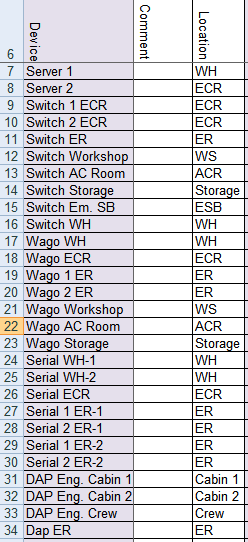 6 Device Comment Location
7 Server 1 WH
8 Server 2 ECR
9 Switch 1 ECR ECR
10 Switch 2 ECR ECR
11 Switch ER ER
12 Switch Workshop WS
13 Switch AC Room ACR
14 Switch Storage Storage
15 Switch Em. SB ESB
16 Switch WH WH
17 Wago WH WH
18 Wago ECR ECR
19 Wago 1 ER ER
20 Wago 2 ER ER
21 Wago Workshop WS
22 Wago AC Room ACR
23 Wago Storage Storage
24 Serial WH-1 WH
25 Serial WH-2 WH
26 Serial ECR ECR
27 Serial 1 ER-1 ER
28 Serial 2 ER-1 ER
29 Serial 1 ER-2 ER
30 Serial 2 ER-2 ER
31 DAP Eng. Cabin 1 Cabin 1
32 DAP Eng. Cabin 2 Cabin 2
33 DAP Eng. Crew Crew
34 Dap ER ER